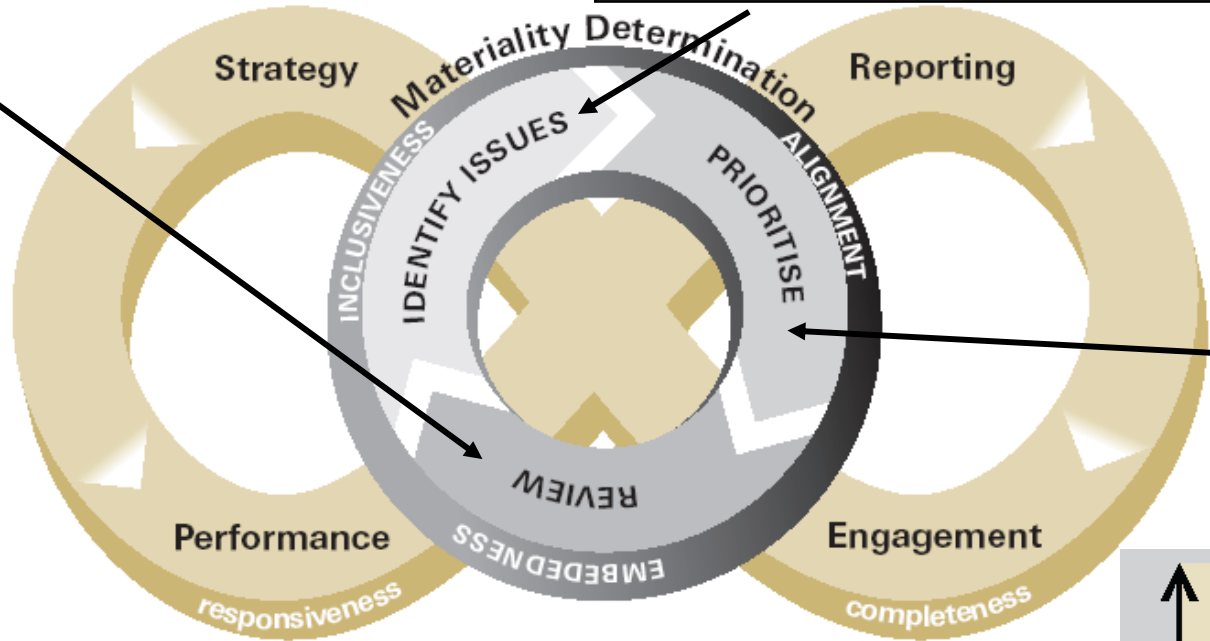 Materiality Determination
Strategy
Reporting
INCLUSIVENESS
IDENTIFY ISSUES
PRIORITISE
ALIGNMENT
REVIEW
EMBEDEDNESS
Performance
Engagement
responsiveness
completeness